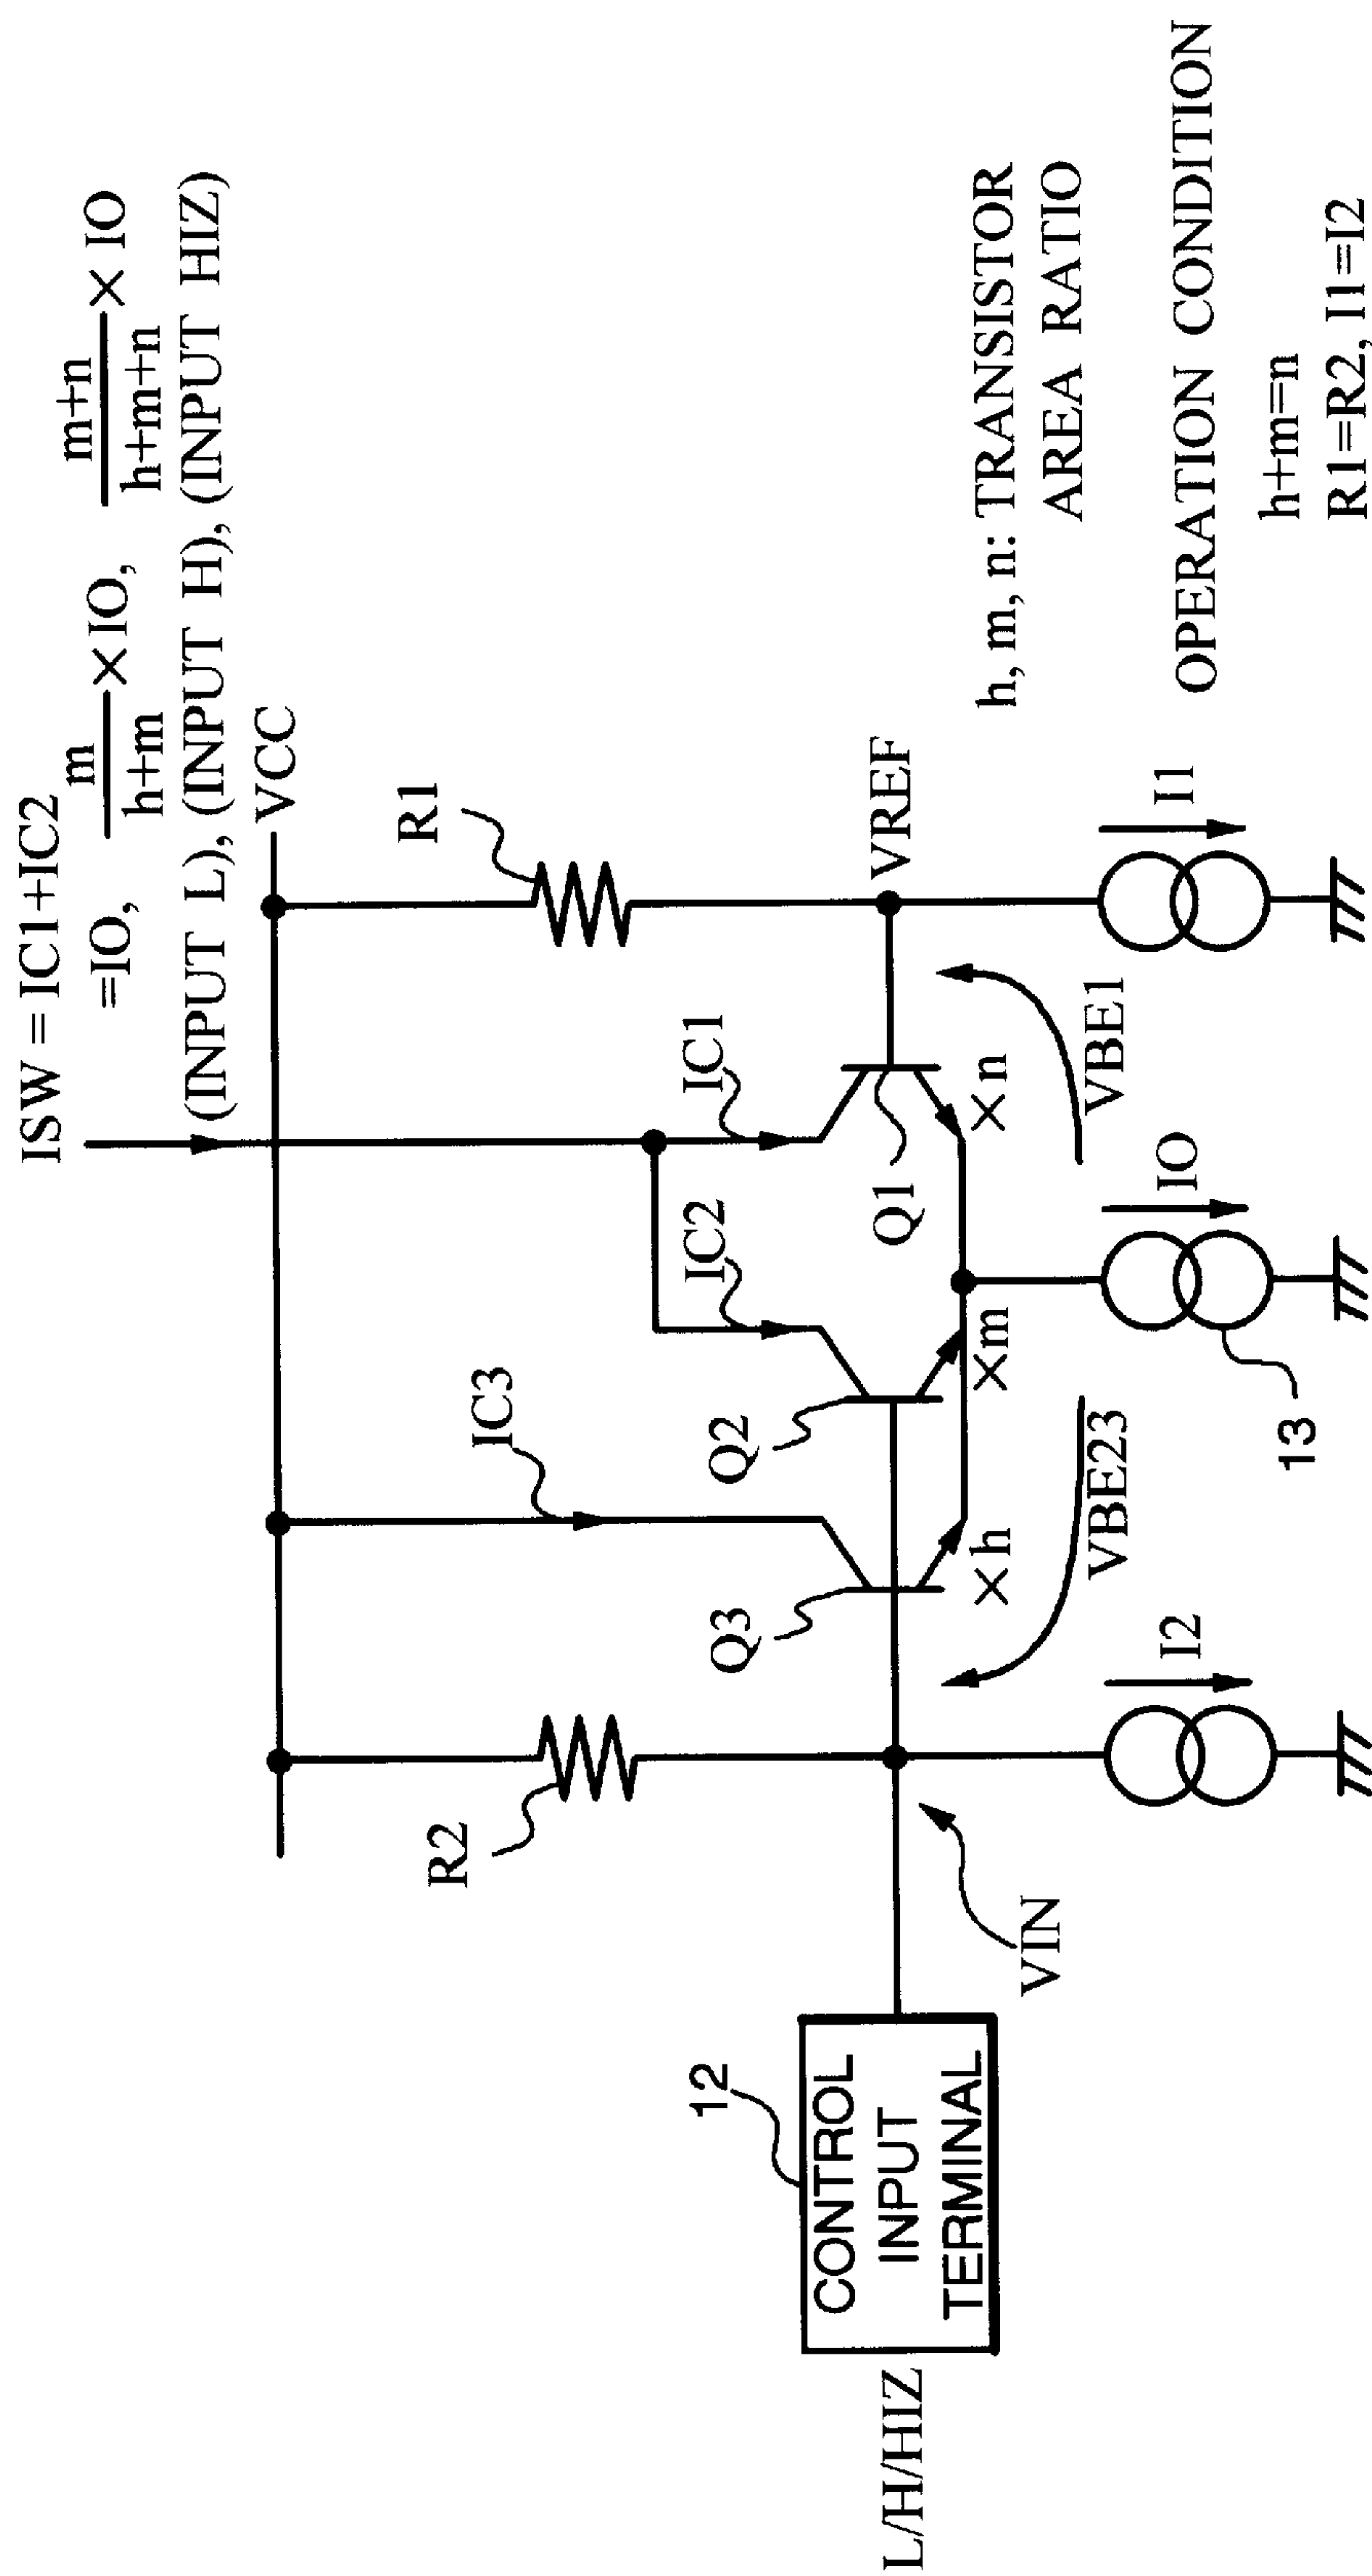 ISW = IC1+IC2
=IO, m/h+m ×IO, m+n/h+m+n × IO
(INPUT L), (INPUT H), (INPUT HIZ)
VCC
R1
R2
IC3
IC2
IC1
Q3
Q2
Q1
VREF
×h
×m
×n
VBE23
VBE1
VIN
I2
IO
I1
13
12
CONTROL
INPUT
TERMINAL
L/H/HIZ
h, m, n: TRANSISTOR
AREA RATIO
OPERATION CONDITION
h+m=n
R1=R2, I1=I2